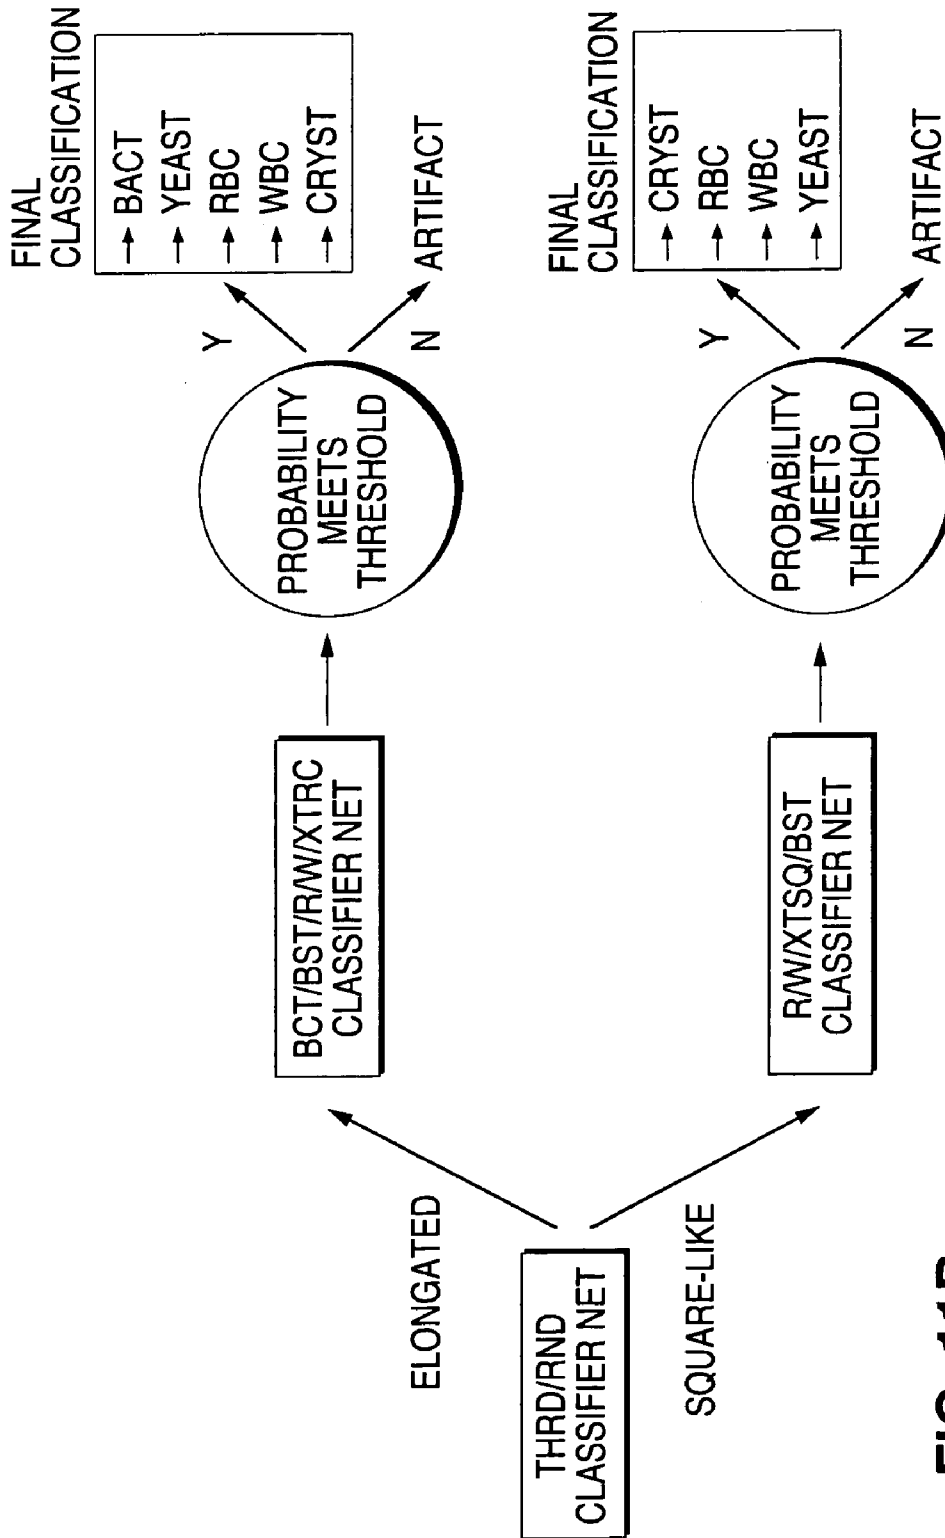 THRD/RND
CLASSIFIER NET
ELONGATED
SQUARE-LIKE
BCT/BST/R/W/XTRC
CLASSIFIER NET
PROBABILITY
MEETS
THRESHOLD
Y
N
FINAL
CLASSIFICATION
→ BACT
→ YEAST
→ RBC
→ WBC
→ CRYST
ARTIFACT
R/W/XTSQ/BST
CLASSIFIER NET
PROBABILITY
MEETS
THRESHOLD
Y
N
FINAL
CLASSIFICATION
→ CRYST
→ RBC
→ WBC
→ YEAST
ARTIFACT
FIG.